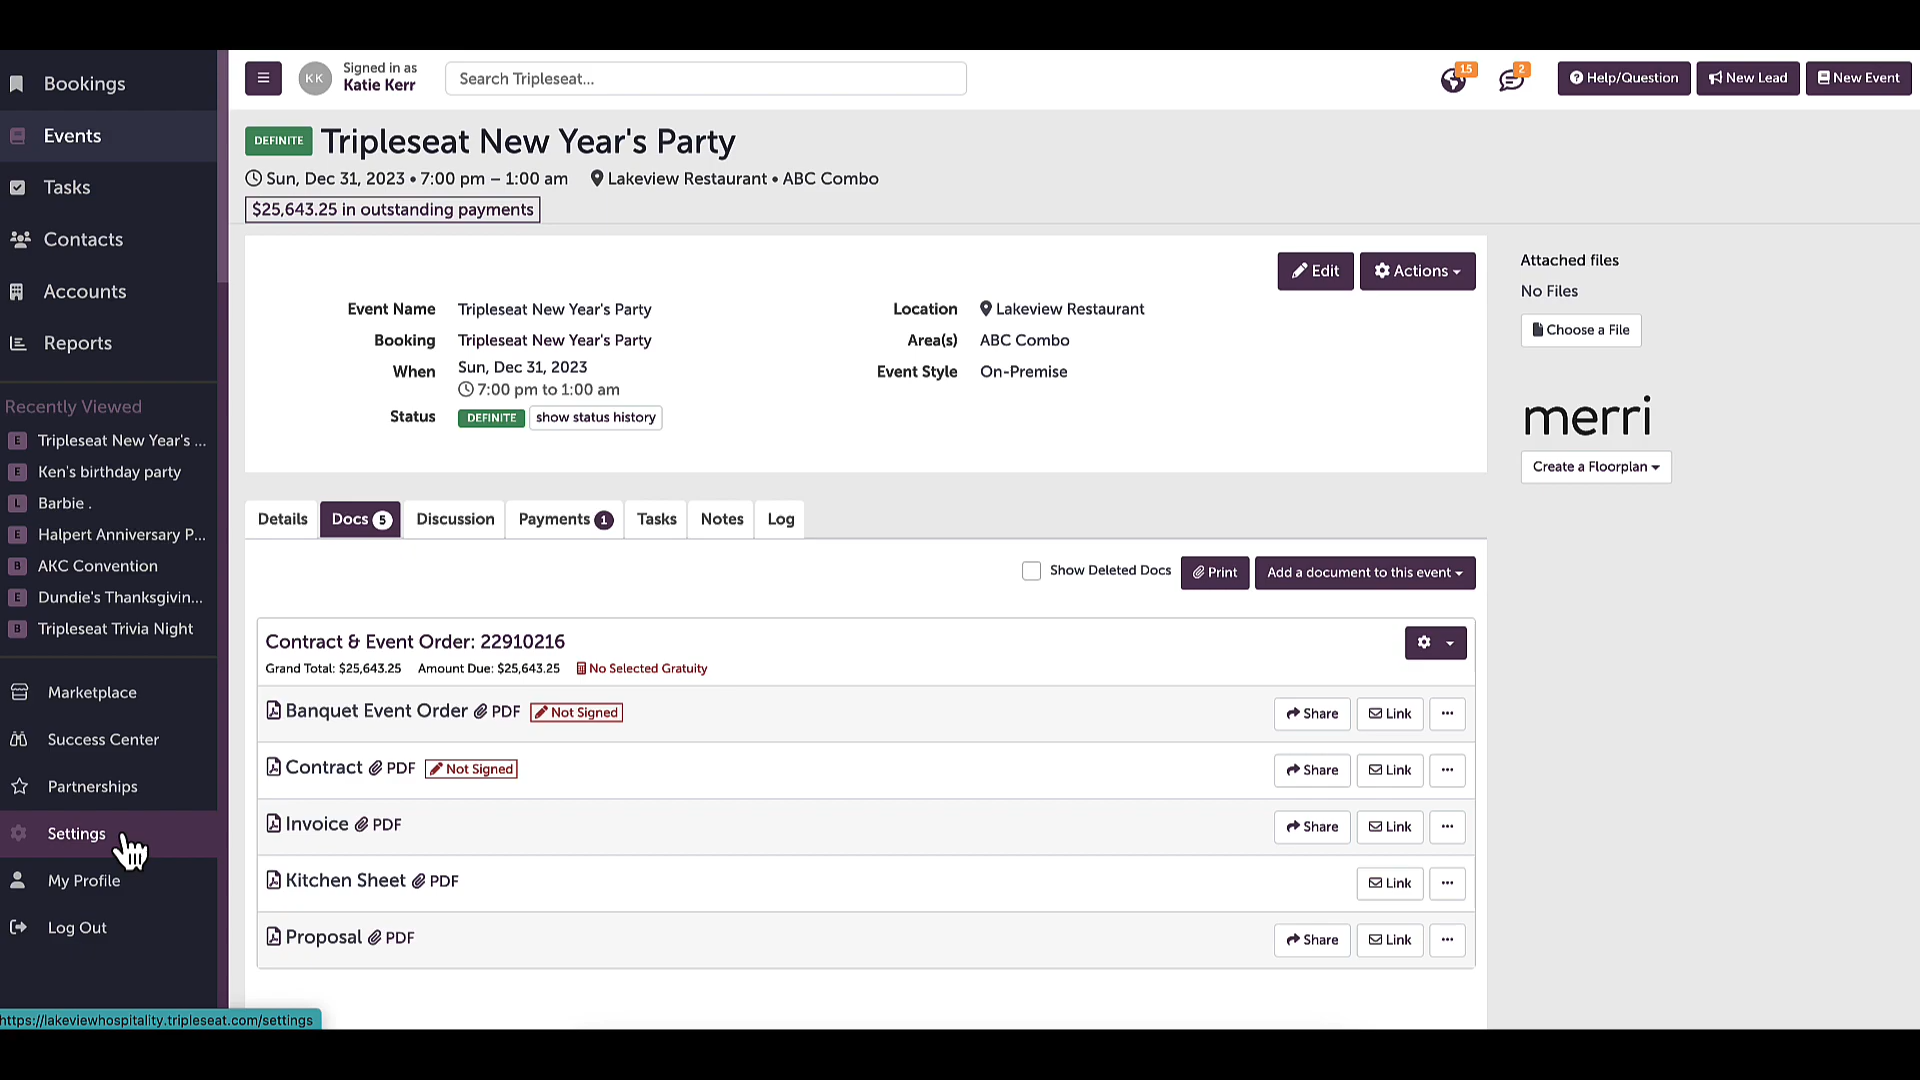 Bookings
Events
Tasks
Contacts
Accounts
Reports
Recently Viewed
E Tripleseat New Year's ...
E Ken's birthday party
L Barbie .
E Halpert Anniversary P...
B AKC Convention
E Dundie's Thanksgivin...
B Tripleseat Trivia Night
Marketplace
Success Center
Partnerships
Settings
My Profile
Log Out
https://lakeviewhospitality.tripleseat.com/settings
KK
Signed in as
Katie Kerr
Search Tripleseat...
15
2
Help/Question
New Lead
New Event
DEFINITE Tripleseat New Year's Party
Sun, Dec 31, 2023 • 7:00 pm – 1:00 am Lakeview Restaurant • ABC Combo
$25,643.25 in outstanding payments
Edit
Actions
Event Name Tripleseat New Year's Party
Booking Tripleseat New Year's Party
When Sun, Dec 31, 2023
7:00 pm to 1:00 am
Status DEFINITE show status history
Location Lakeview Restaurant
Area(s) ABC Combo
Event Style On-Premise
Attached files
No Files
Choose a File
merri
Create a Floorplan
Details Docs 5 Discussion Payments 1 Tasks Notes Log
Show Deleted Docs Print Add a document to this event
Contract & Event Order: 22910216
Grand Total: $25,643.25 Amount Due: $25,643.25 No Selected Gratuity
Banquet Event Order PDF Not Signed Share Link ...
Contract PDF Not Signed Share Link ...
Invoice PDF Share Link ...
Kitchen Sheet PDF Link ...
Proposal PDF Share Link ...